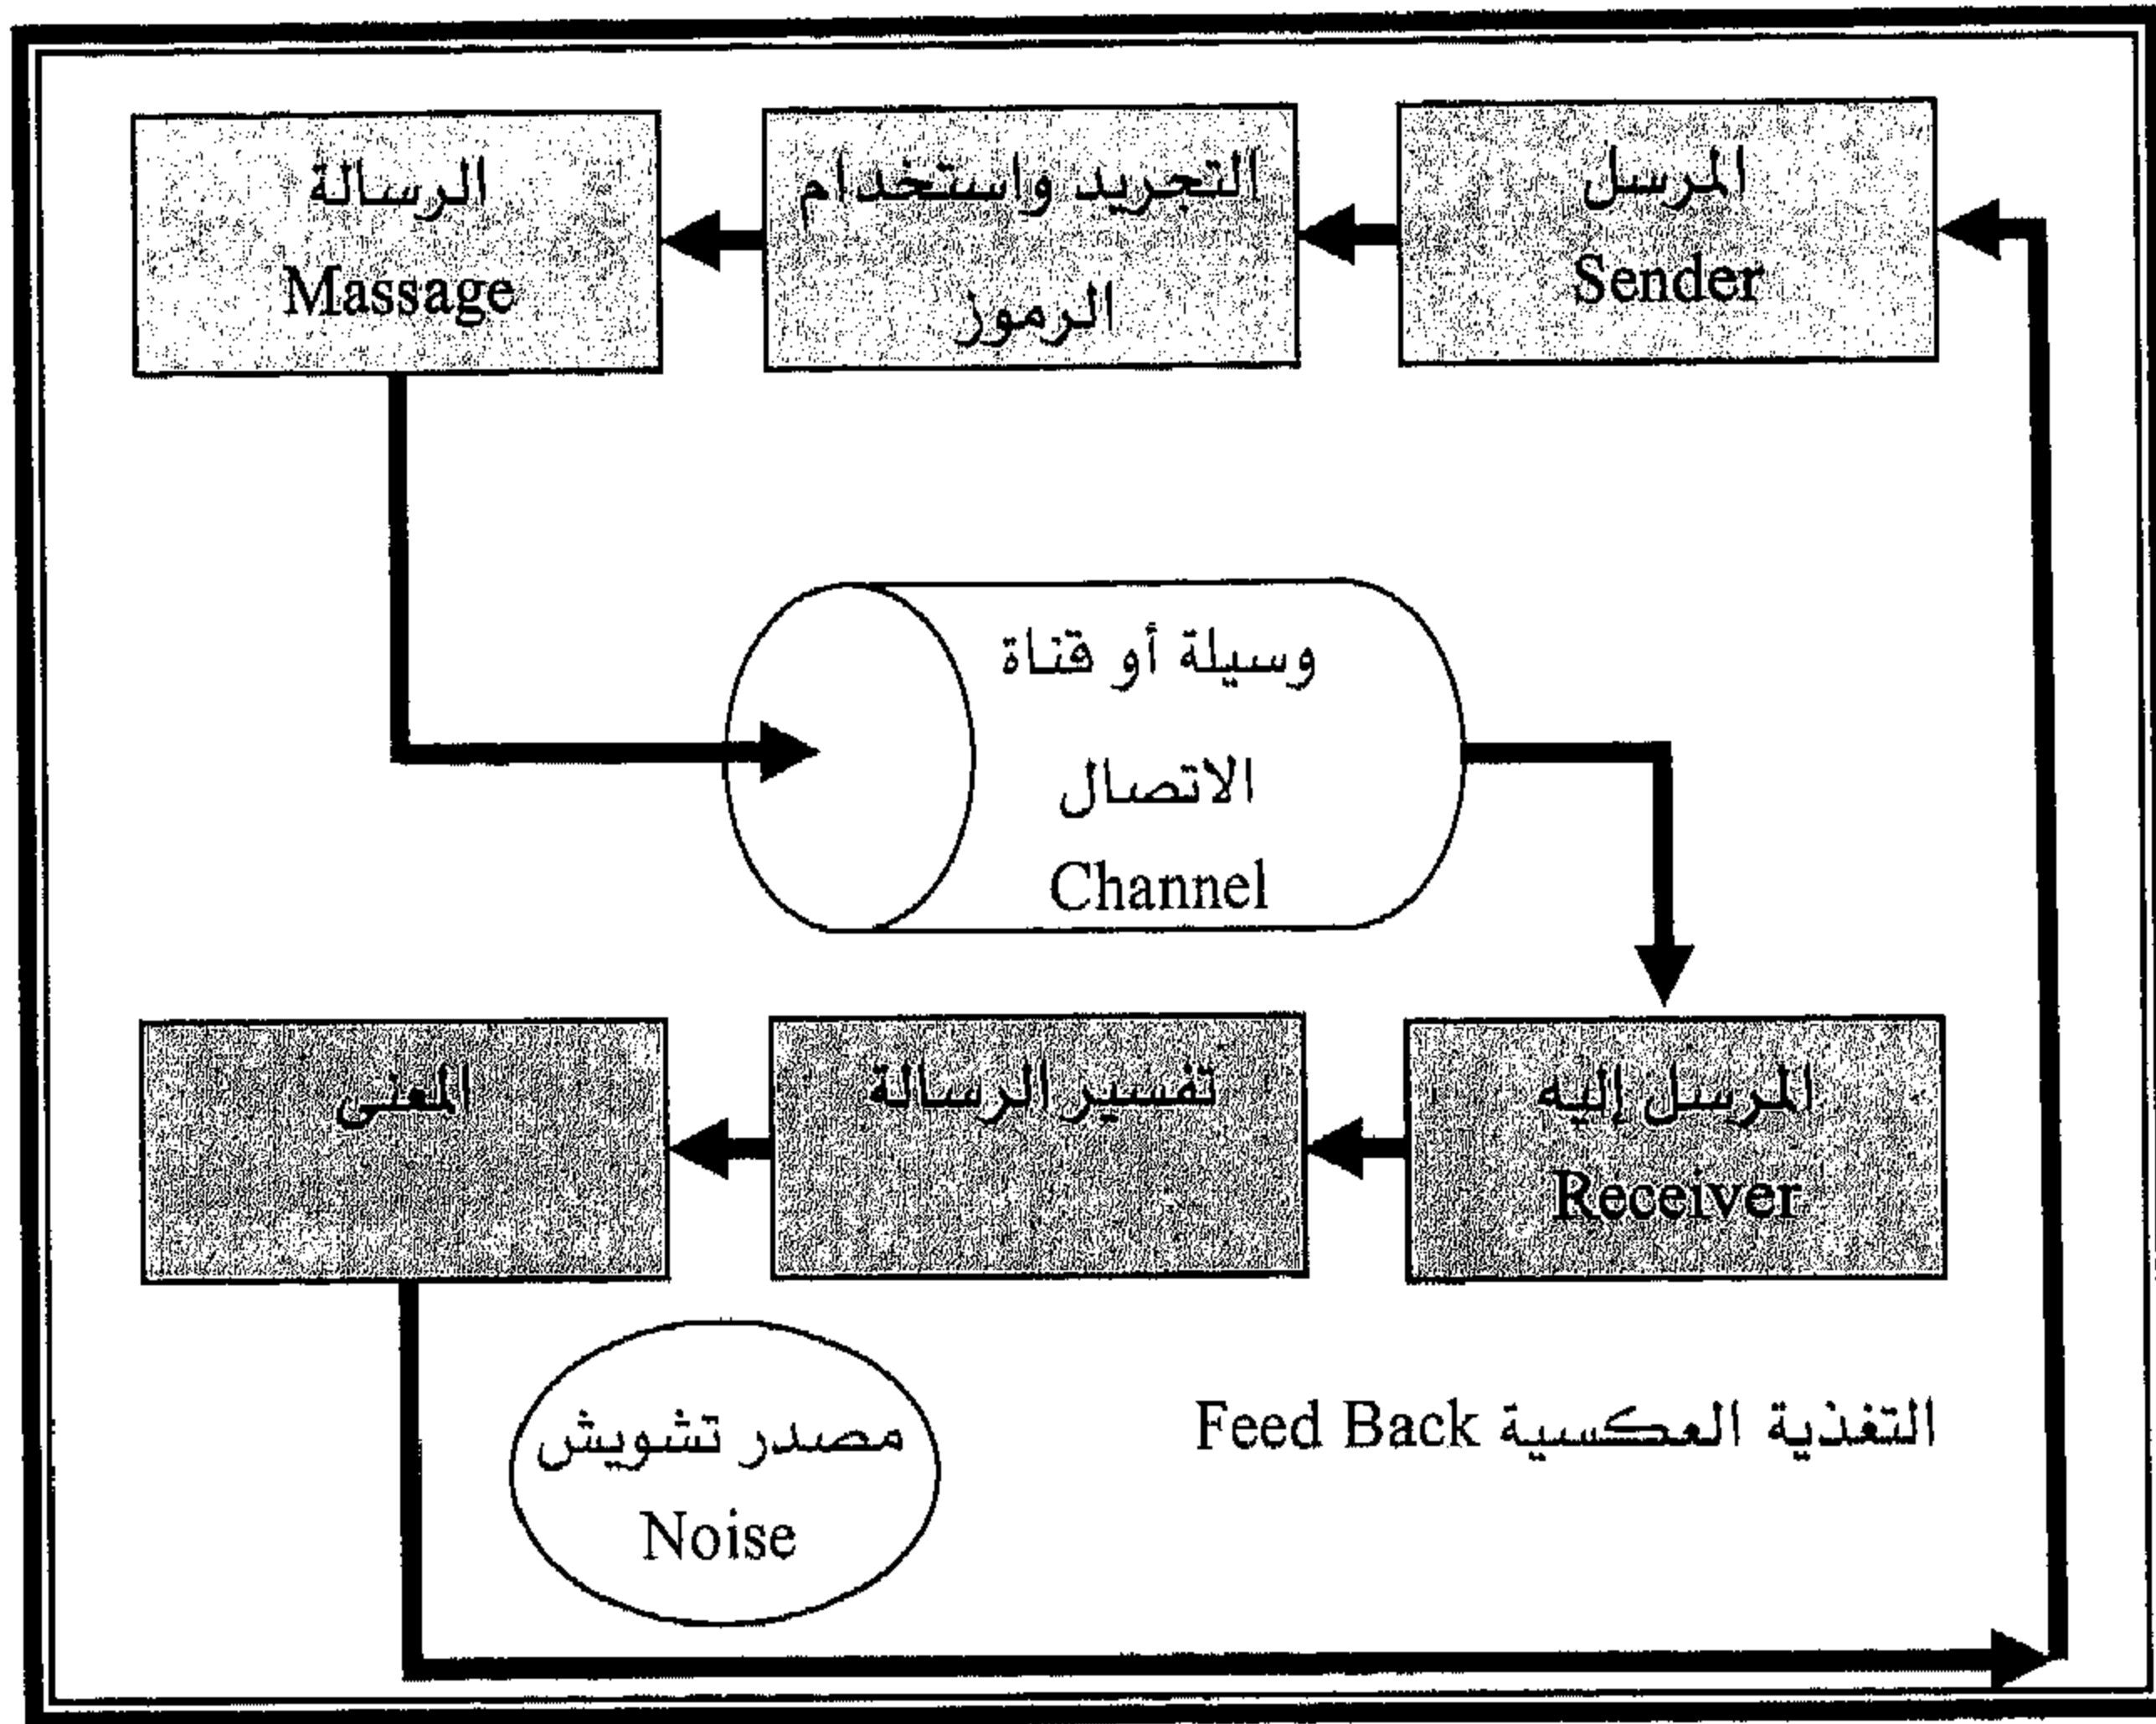 المرسل
Sender
التجريد واستخدام
الرموز
الرسالة
Massage
وسيلة أو قناة
الاتصال
Channel
المرسل إليه
Receiver
تفسير الرسالة
المعنى
التغذية العكسية Feed Back
مصدر تشويش
Noise